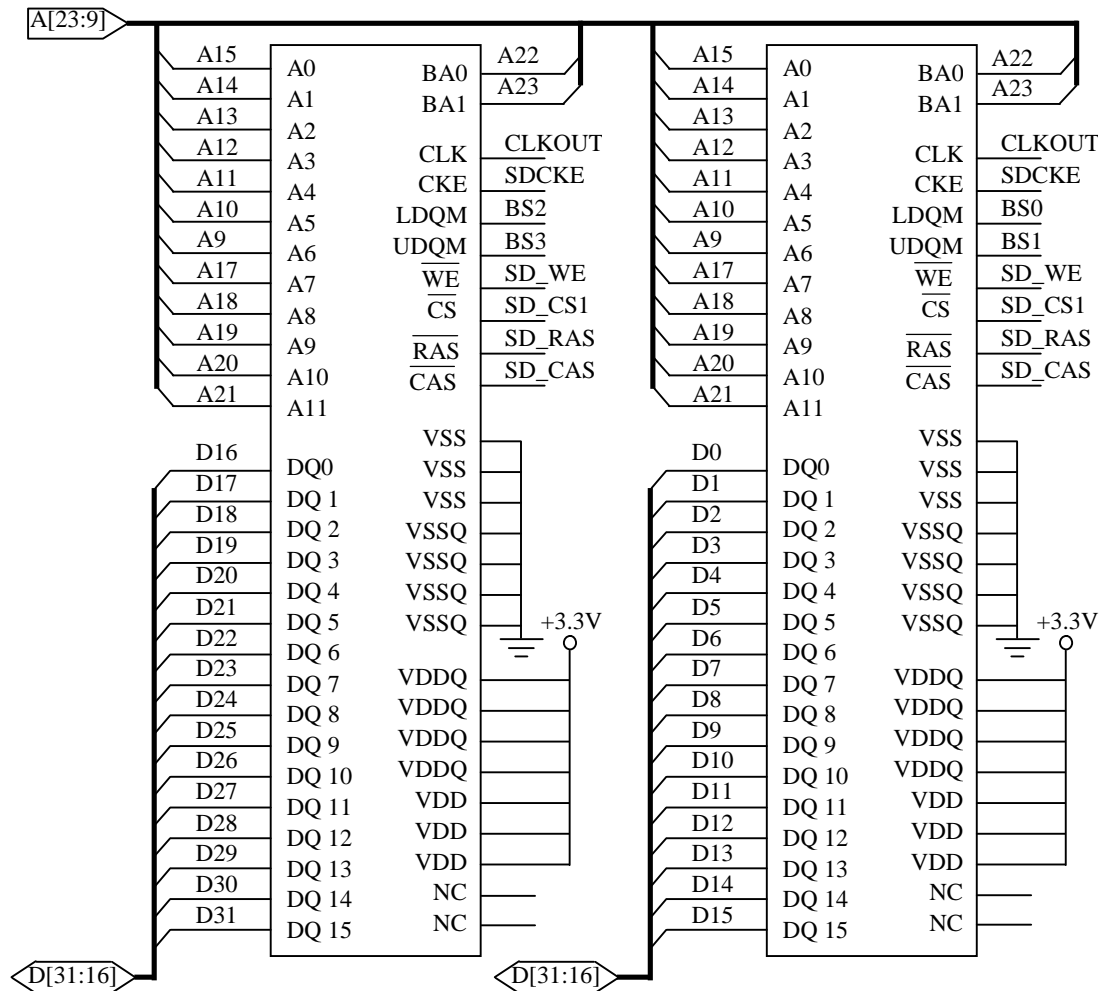 A[23:9]
A15
A14
A13
A12
A11
A10
A9
A17
A18
A19
A20
A21
A0
A1
A2
A3
A4
A5
A6
A7
A8
A9
A10
A11
BA0
BA1
CLK
CKE
LDQM
UDQM
WE
CS
RAS
CAS
A22
A23
CLKOUT
SDCKE
BS2
BS3
SD_WE
SD_CS1
SD_RAS
SD_CAS
D16
D17
D18
D19
D20
D21
D22
D23
D24
D25
D26
D27
D28
D29
D30
D31
DQ0
DQ 1
DQ 2
DQ 3
DQ 4
DQ 5
DQ 6
DQ 7
DQ 8
DQ 9
DQ 10
DQ 11
DQ 12
DQ 13
DQ 14
DQ 15
VSS
VSS
VSS
VSSQ
VSSQ
VSSQ
VSSQ
+3.3V
VDDQ
VDDQ
VDDQ
VDDQ
VDD
VDD
VDD
NC
NC
D[31:16]
A15
A14
A13
A12
A11
A10
A9
A17
A18
A19
A20
A21
A0
A1
A2
A3
A4
A5
A6
A7
A8
A9
A10
A11
BA0
BA1
CLK
CKE
LDQM
UDQM
WE
CS
RAS
CAS
A22
A23
CLKOUT
SDCKE
BS0
BS1
SD_WE
SD_CS1
SD_RAS
SD_CAS
D0
D1
D2
D3
D4
D5
D6
D7
D8
D9
D10
D11
D12
D13
D14
D15
DQ0
DQ 1
DQ 2
DQ 3
DQ 4
DQ 5
DQ 6
DQ 7
DQ 8
DQ 9
DQ 10
DQ 11
DQ 12
DQ 13
DQ 14
DQ 15
VSS
VSS
VSS
VSSQ
VSSQ
VSSQ
VSSQ
+3.3V
VDDQ
VDDQ
VDDQ
VDDQ
VDD
VDD
VDD
NC
NC
D[31:16]